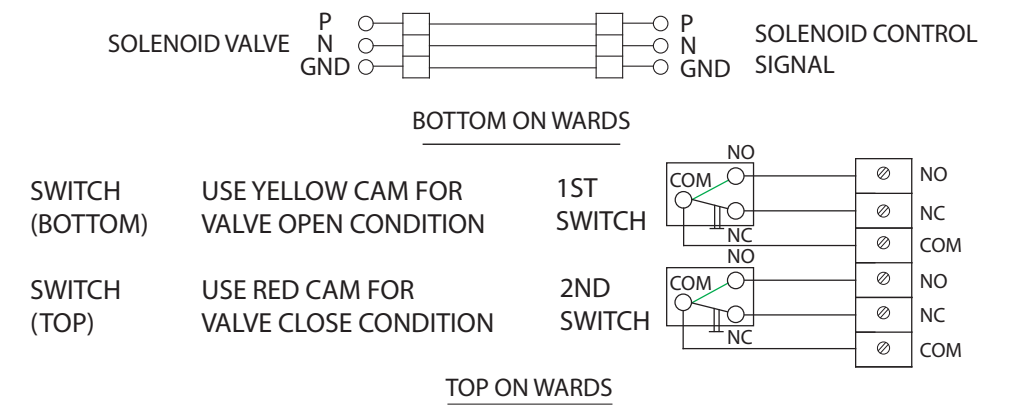 P P
SOLENOID VALVE N N SOLENOID CONTROL
GND GND SIGNAL
BOTTOM ON WARDS
NO
SWITCH USE YELLOW CAM FOR 1ST COM NO
(BOTTOM) VALVE OPEN CONDITION SWITCH NC
NC COM
NO NO
SWITCH USE RED CAM FOR 2ND COM
(TOP) VALVE CLOSE CONDITION SWITCH NC
NC COM
TOP ON WARDS